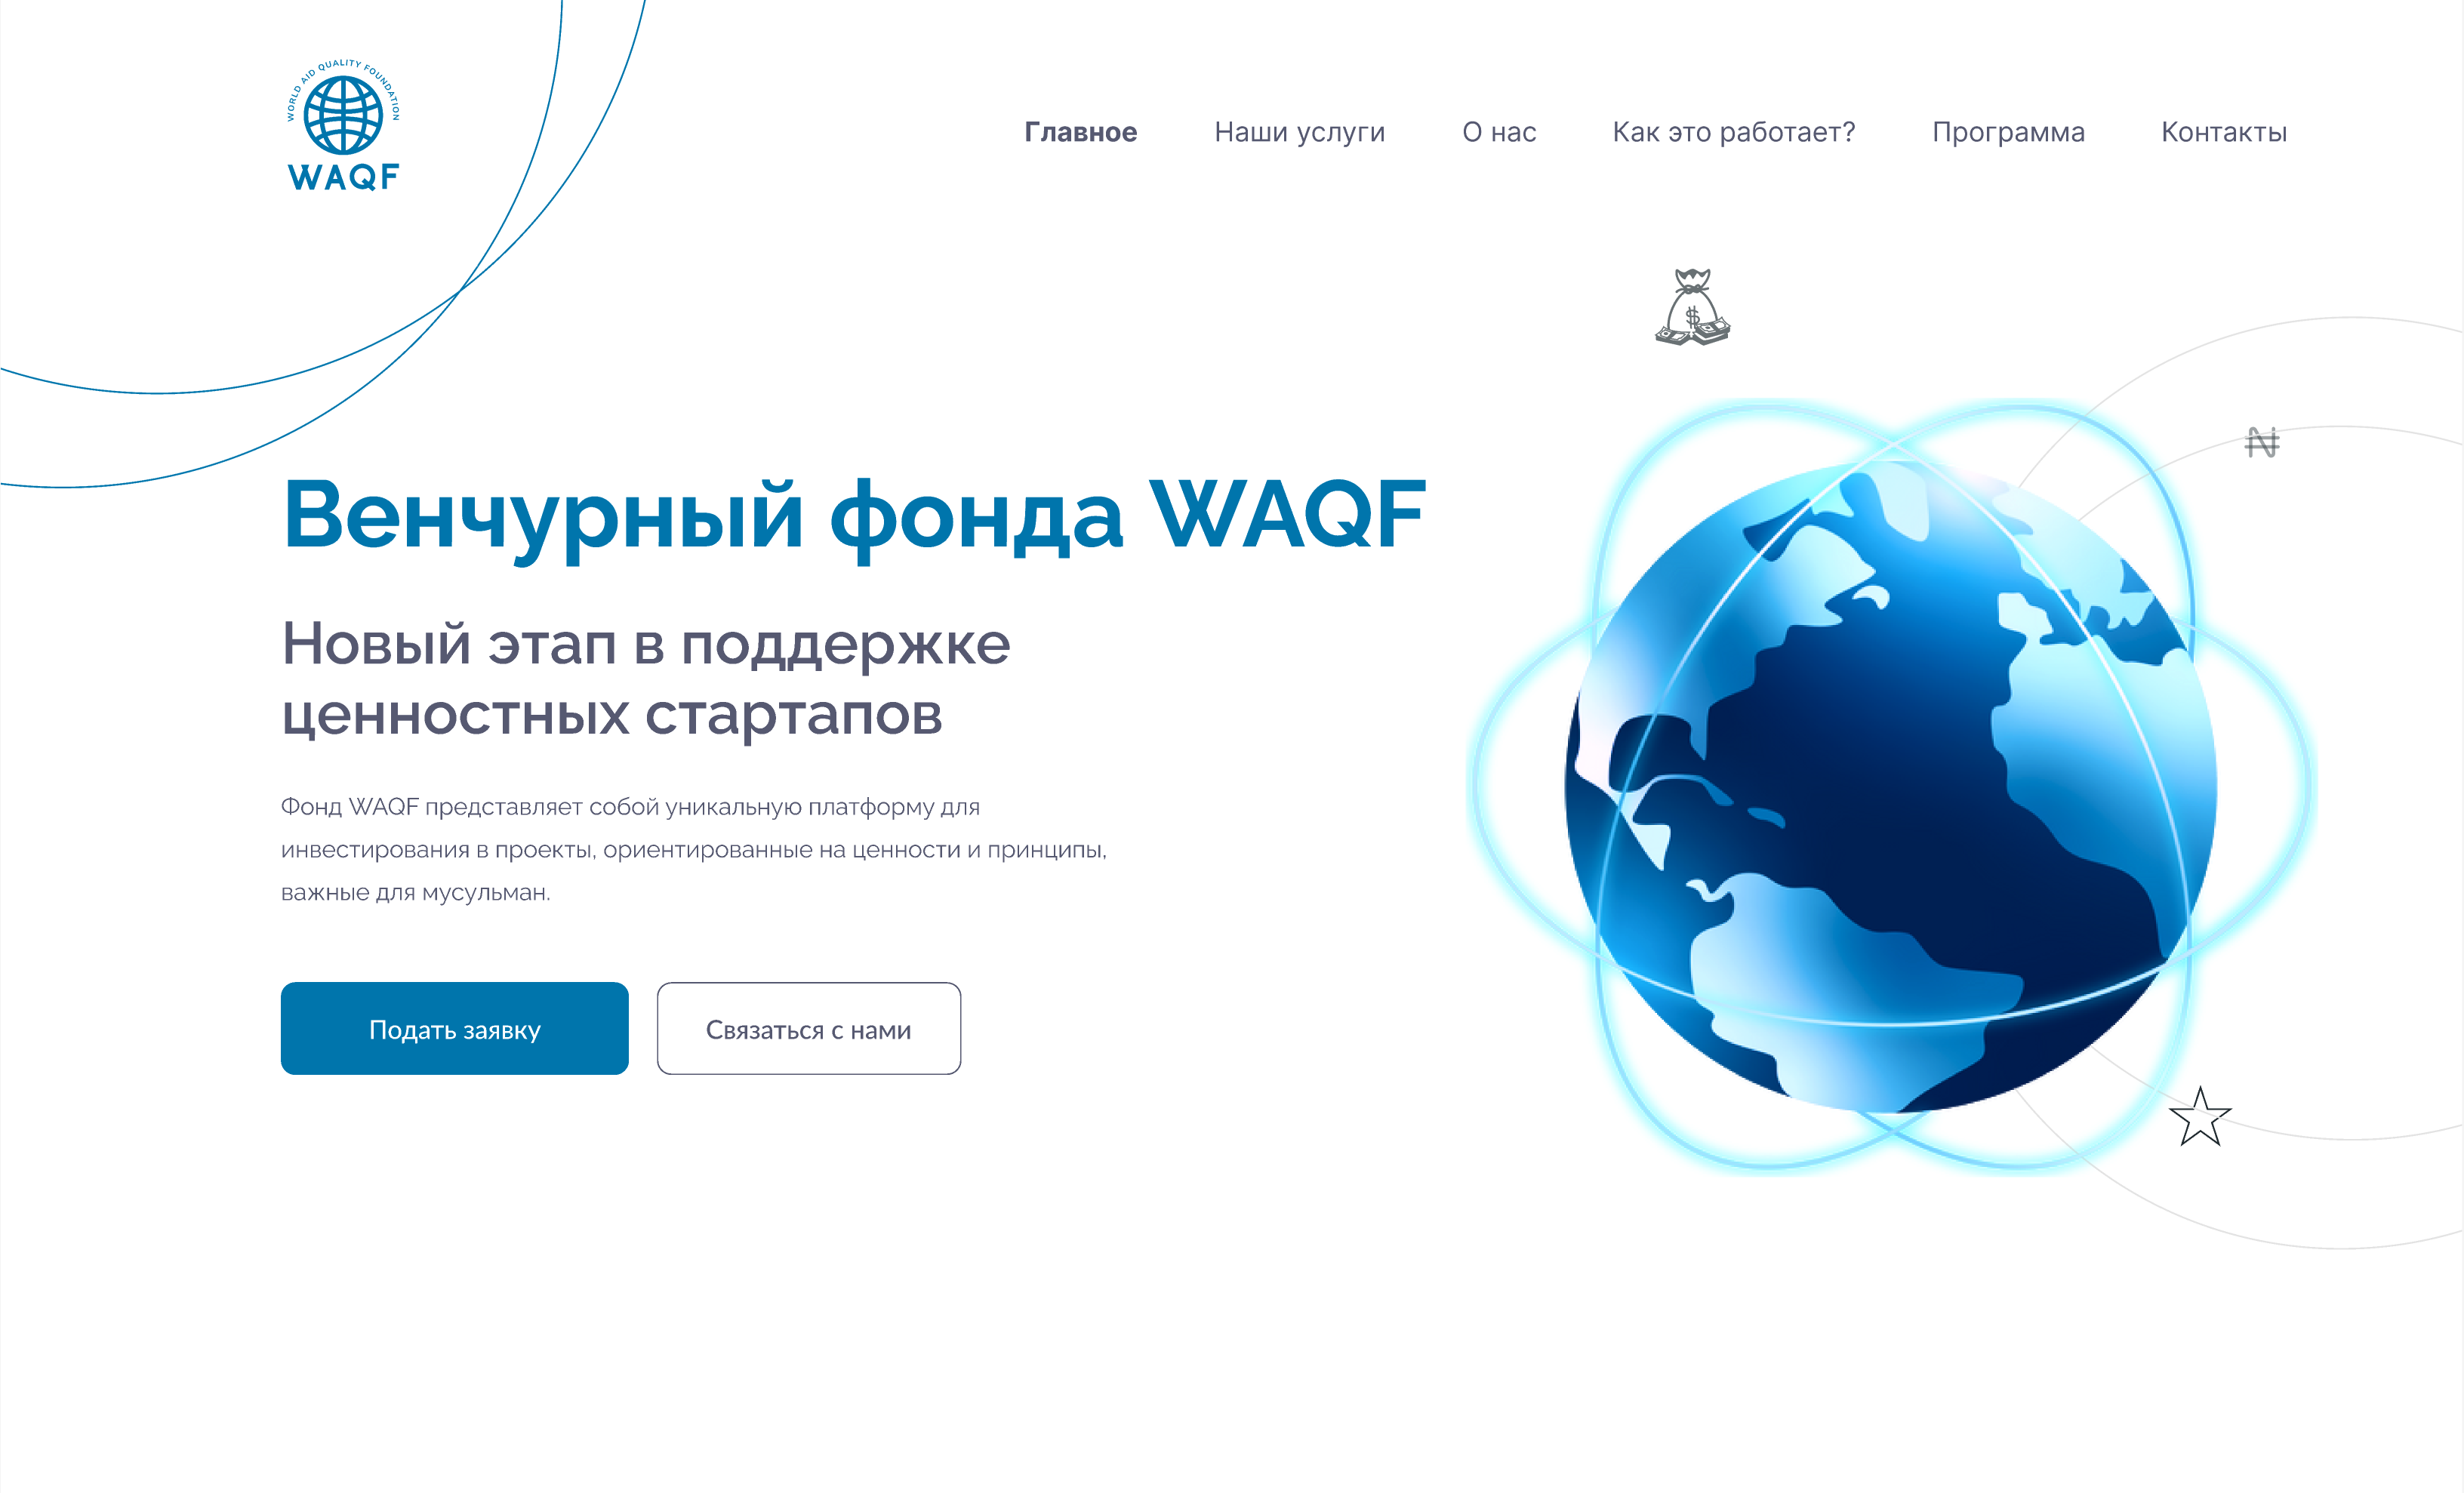 WORLD AID QUALITY FOUNDATION
WAQF
Главное Наши услуги О нас Как это работает? Программа Контакты
$
₦
Венчурный фонда WAQF
Новый этап в поддержке
ценностных стартапов
Фонд WAQF представляет собой уникальную платформу для
инвестирования в проекты, ориентированные на ценности и принципы,
важные для мусульман.
Подать заявку Связаться с нами